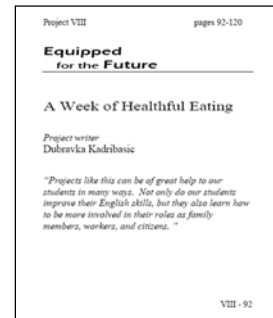 Project VIII pages 92-120
Equipped
for the Future
A Week of Healthful Eating
Project writer
Dubravka Kadribasic
"Projects like this can be of great help to our
students in many ways. Not only do our students
improve their English skills, but they also learn how
to be more involved in their roles as family
members, workers, and citizens. "
VIII - 92